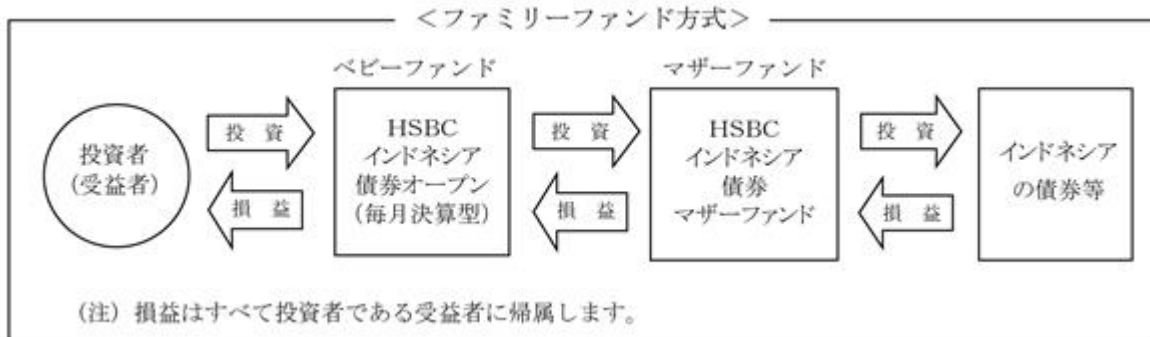 ＜ファミリーファンド方式＞
ベビーファンド
マザーファンド
投資者
（受益者）
投 資
損 益
HSBC
インドネシア
債券オープン
（毎月決算型）
投 資
損 益
HSBC
インドネシア
債券
マザーファンド
投 資
損 益
インドネシア
の債券等
（注）損益はすべて投資者である受益者に帰属します。